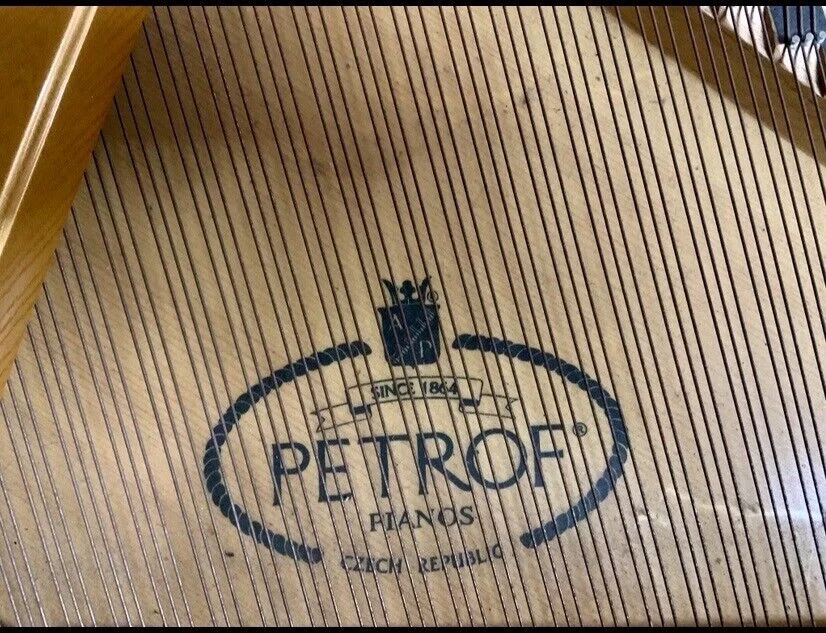 A
P
SINCE 1864
PETROF®
PIANOS
CZECH REPUBLIC